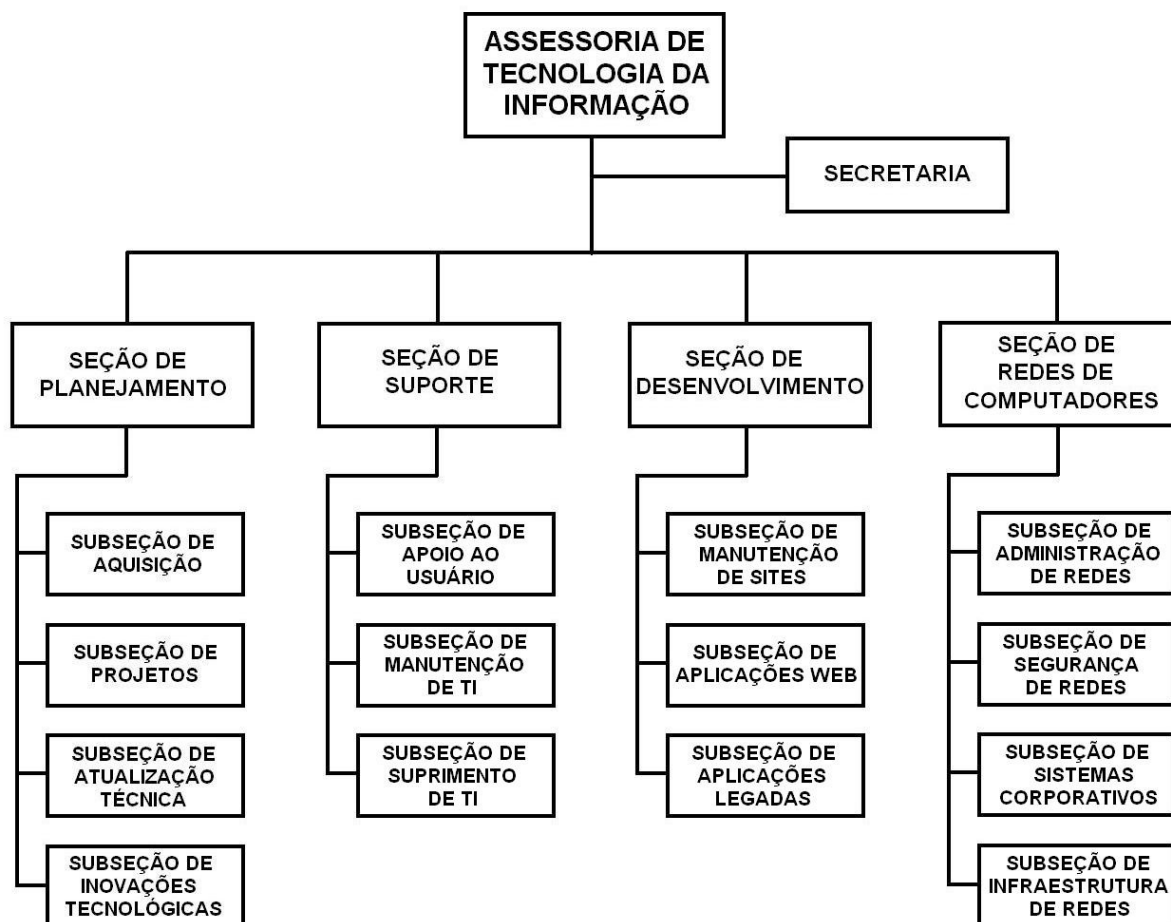 ASSESSORIA DE
TECNOLOGIA DA
INFORMAÇÃO
SECRETARIA
SEÇÃO DE
PLANEJAMENTO
SEÇÃO DE
SUPORTE
SEÇÃO DE
DESENVOLVIMENTO
SEÇÃO DE
REDES DE
COMPUTADORES
SUBSEÇÃO DE
AQUISIÇÃO
SUBSEÇÃO DE
PROJETOS
SUBSEÇÃO DE
ATUALIZAÇÃO
TÉCNICA
SUBSEÇÃO DE
INOVAÇÕES
TECNOLÓGICAS
SUBSEÇÃO DE
APOIO AO
USUÁRIO
SUBSEÇÃO DE
MANUTENÇÃO
DE TI
SUBSEÇÃO DE
SUPRIMENTO
DE TI
SUBSEÇÃO DE
MANUTENÇÃO
DE SITES
SUBSEÇÃO DE
APLICAÇÕES WEB
SUBSEÇÃO DE
APLICAÇÕES
LEGADAS
SUBSEÇÃO DE
ADMINISTRAÇÃO
DE REDES
SUBSEÇÃO DE
SEGURANÇA
DE REDES
SUBSEÇÃO DE
SISTEMAS
CORPORATIVOS
SUBSEÇÃO DE
INFRAESTRUTURA
DE REDES